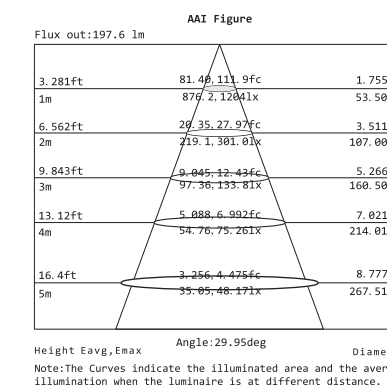 AAI Figure
Flux out:197.6 lm
3.281ft 81.40,111.9fc 1.755
1m 876.2,1204lx 53.50
6.562ft 20.35,27.97fc 3.511
2m 219.1,301.0lx 107.00
9.843ft 9.045,12.43fc 5.266
3m 97.36,133.8lx 160.50
13.12ft 5.088,6.992fc 7.021
4m 54.76,75.26lx 214.01
16.4ft 3.256,4.475fc 8.777
5m 35.05,48.17lx 267.51
Height Eavg,Emax Angle:29.95deg Diame
Note:The Curves indicate the illuminated area and the aver
illumination when the luminaire is at different distance.